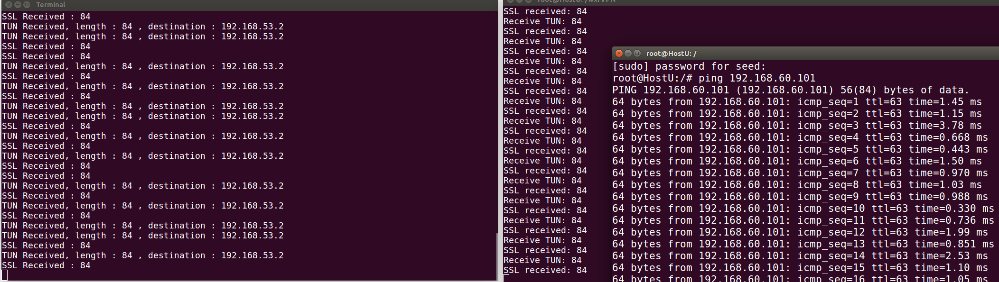 Terminal
SSL Received : 84
TUN Received, length : 84 , destination : 192.168.53.2
TUN Received, length : 84 , destination : 192.168.53.2
SSL Received : 84
SSL Received : 84
TUN Received, length : 84 , destination : 192.168.53.2
SSL Received : 84
TUN Received, length : 84 , destination : 192.168.53.2
SSL Received : 84
TUN Received, length : 84 , destination : 192.168.53.2
TUN Received, length : 84 , destination : 192.168.53.2
SSL Received : 84
TUN Received, length : 84 , destination : 192.168.53.2
SSL Received : 84
TUN Received, length : 84 , destination : 192.168.53.2
SSL Received : 84
SSL Received : 84
TUN Received, length : 84 , destination : 192.168.53.2
SSL Received : 84
TUN Received, length : 84 , destination : 192.168.53.2
SSL Received : 84
TUN Received, length : 84 , destination : 192.168.53.2
TUN Received, length : 84 , destination : 192.168.53.2
SSL Received : 84
TUN Received, length : 84 , destination : 192.168.53.2
SSL Received : 84
root@HostU: /wxrVPN
SSL received: 84
Receive TUN: 84
SSL received: 84
Receive TUN: 84
SSL received: 84
Receive TUN: 84
SSL received: 84
Receive TUN: 84
SSL received: 84
Receive TUN: 84
SSL received: 84
Receive TUN: 84
SSL received: 84
Receive TUN: 84
SSL received: 84
Receive TUN: 84
SSL received: 84
Receive TUN: 84
SSL received: 84
Receive TUN: 84
SSL received: 84
Receive TUN: 84
SSL received: 84
Receive TUN: 84
SSL received: 84
Receive TUN: 84
SSL received: 84
root@HostU: /
[sudo] password for seed:
root@HostU:/# ping 192.168.60.101
PING 192.168.60.101 (192.168.60.101) 56(84) bytes of data.
64 bytes from 192.168.60.101: icmp_seq=1 ttl=63 time=1.45 ms
64 bytes from 192.168.60.101: icmp_seq=2 ttl=63 time=1.15 ms
64 bytes from 192.168.60.101: icmp_seq=3 ttl=63 time=3.78 ms
64 bytes from 192.168.60.101: icmp_seq=4 ttl=63 time=0.668 ms
64 bytes from 192.168.60.101: icmp_seq=5 ttl=63 time=0.443 ms
64 bytes from 192.168.60.101: icmp_seq=6 ttl=63 time=1.50 ms
64 bytes from 192.168.60.101: icmp_seq=7 ttl=63 time=0.970 ms
64 bytes from 192.168.60.101: icmp_seq=8 ttl=63 time=1.03 ms
64 bytes from 192.168.60.101: icmp_seq=9 ttl=63 time=0.988 ms
64 bytes from 192.168.60.101: icmp_seq=10 ttl=63 time=0.330 ms
64 bytes from 192.168.60.101: icmp_seq=11 ttl=63 time=0.736 ms
64 bytes from 192.168.60.101: icmp_seq=12 ttl=63 time=1.99 ms
64 bytes from 192.168.60.101: icmp_seq=13 ttl=63 time=0.851 ms
64 bytes from 192.168.60.101: icmp_seq=14 ttl=63 time=2.53 ms
64 bytes from 192.168.60.101: icmp_seq=15 ttl=63 time=1.10 ms
64 bytes from 192.168.60.101: icmp_seq=16 ttl=63 time=1.05 ms